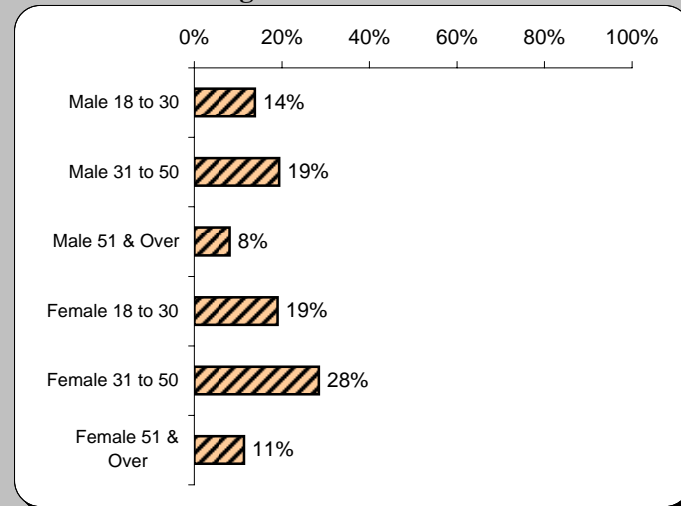 0% 20% 40% 60% 80% 100%
Male 18 to 30 14%
Male 31 to 50 19%
Male 51 & Over 8%
Female 18 to 30 19%
Female 31 to 50 28%
Female 51 &
Over 11%